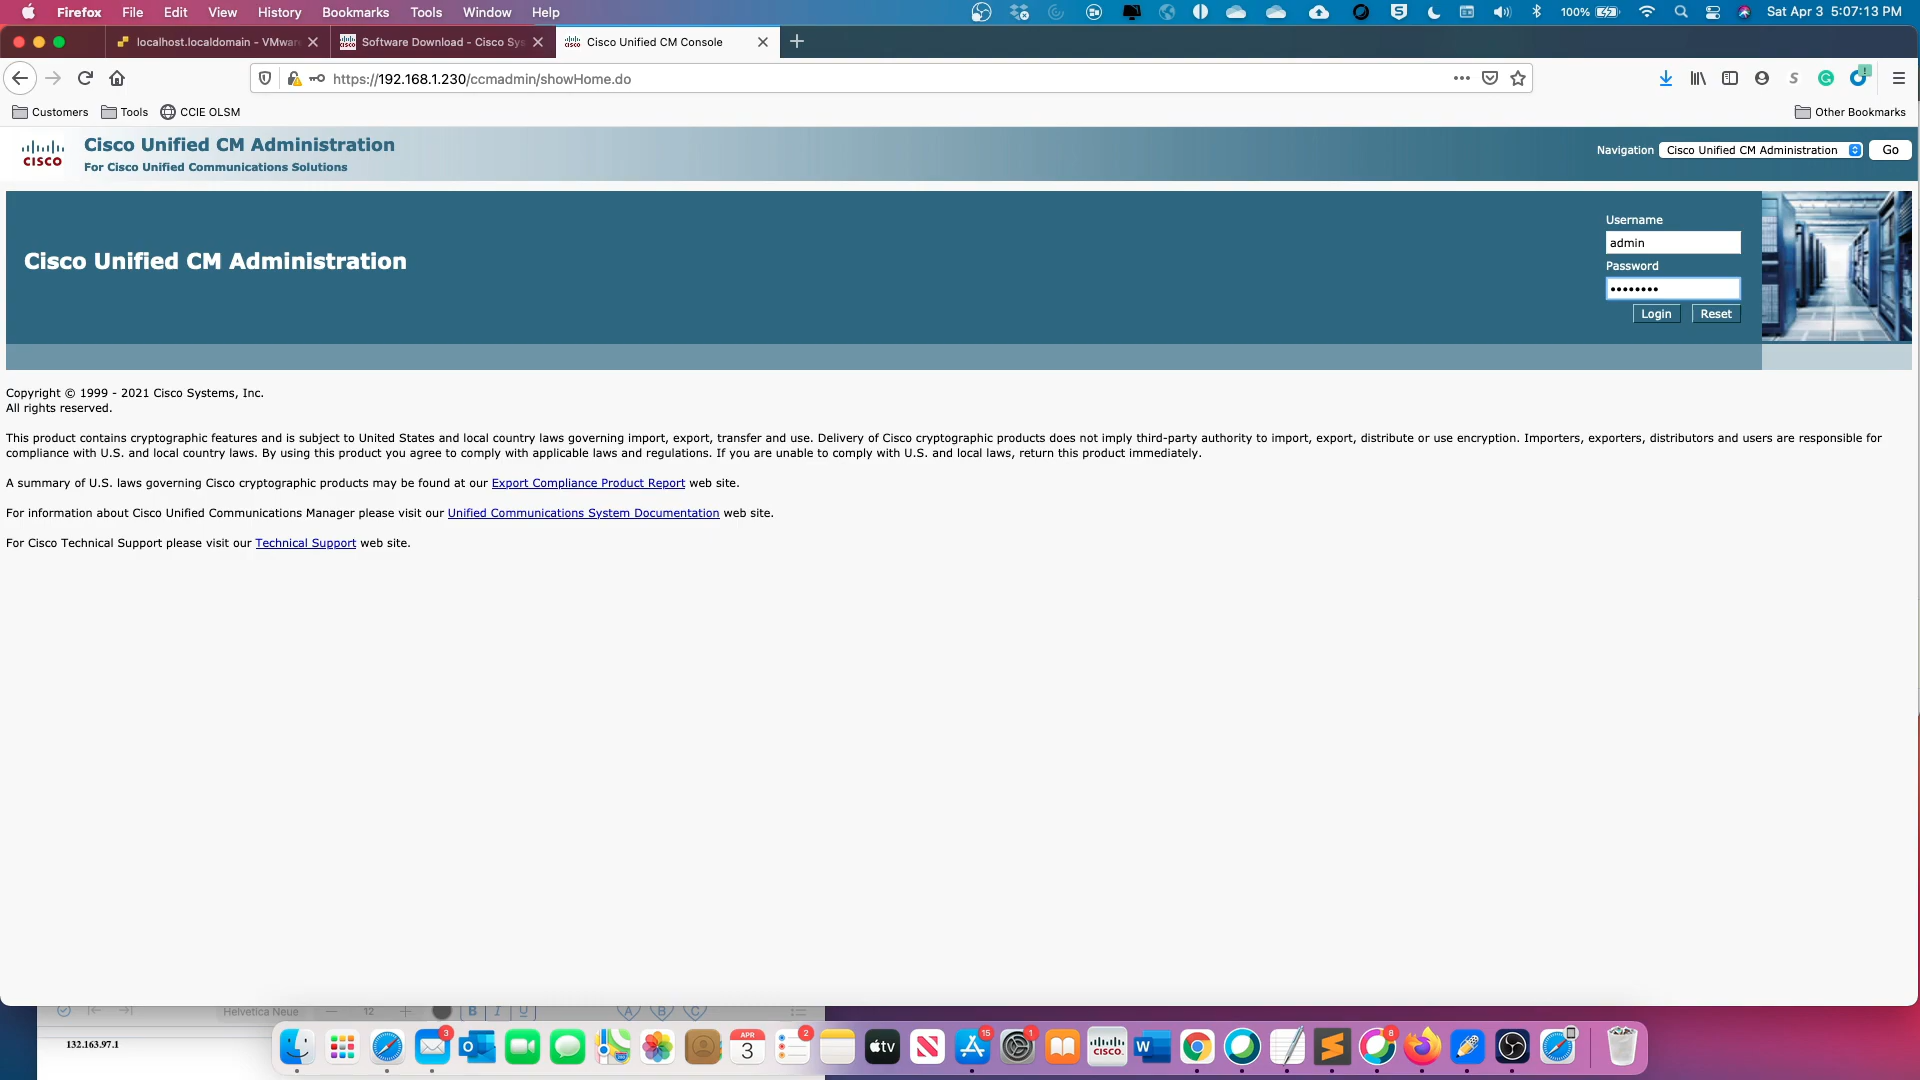 Firefox File Edit View History Bookmarks Tools Window Help 100% Sat Apr 3 5:07:13 PM
localhost.localdomain - VMwar Software Download - Cisco Sys Cisco Unified CM Console
https://192.168.1.230/ccmadmin/showHome.do
Customers Tools CCIE OLSM Other Bookmarks
CISCO
Cisco Unified CM Administration
For Cisco Unified Communications Solutions
Navigation Cisco Unified CM Administration Go
Cisco Unified CM Administration
Username
admin
Password
••••••••
Login Reset
Copyright © 1999 - 2021 Cisco Systems, Inc.
All rights reserved.
This product contains cryptographic features and is subject to United States and local country laws governing import, export, transfer and use. Delivery of Cisco cryptographic products does not imply third-party authority to import, export, distribute or use encryption. Importers, exporters, distributors and users are responsible for
compliance with U.S. and local country laws. By using this product you agree to comply with applicable laws and regulations. If you are unable to comply with U.S. and local laws, return this product immediately.
A summary of U.S. laws governing Cisco cryptographic products may be found at our Export Compliance Product Report web site.
For information about Cisco Unified Communications Manager please visit our Unified Communications System Documentation web site.
For Cisco Technical Support please visit our Technical Support web site.
Helvetica Neue 12 B I U A B C
132.163.97.1
3 APR 3 2 tv 15 1 CISCO W 8